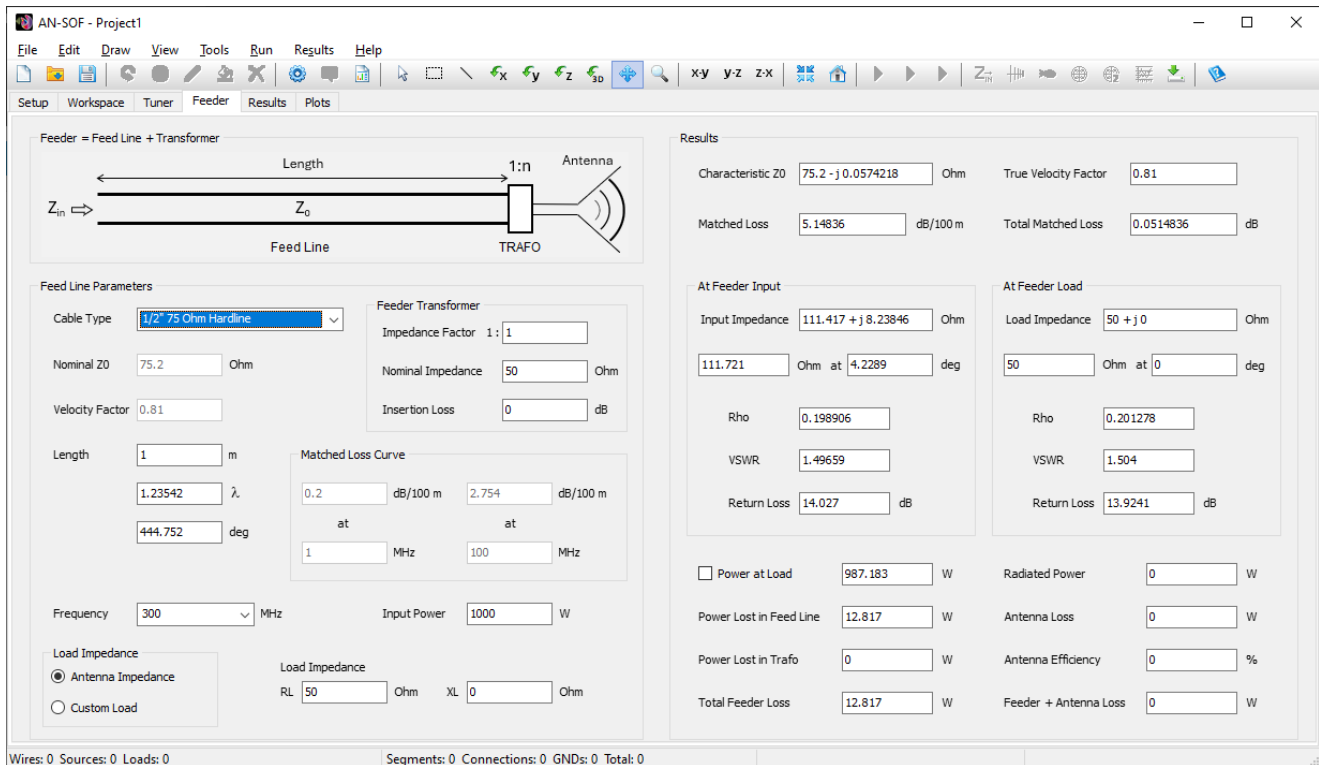 AN-SOF - Project1
File Edit Draw View Tools Run Results Help
X Y Z 3D X-Y Y-Z Z-X Z IN
Setup Workspace Tuner Feeder Results Plots
Feeder = Feed Line + Transformer
Length 1:n Antenna
Zin ⇨ Z0
Feed Line TRAFO
Feed Line Parameters
Cable Type 1/2" 75 Ohm Hardline
Nominal Z0 75.2 Ohm
Velocity Factor 0.81
Length 1 m
1.23542 λ
444.752 deg
Feeder Transformer
Impedance Factor 1 : 1
Nominal Impedance 50 Ohm
Insertion Loss 0 dB
Matched Loss Curve
0.2 dB/100 m 2.754 dB/100 m
at at
1 MHz 100 MHz
Frequency 300 MHz Input Power 1000 W
Load Impedance
Antenna Impedance
Custom Load
Load Impedance
RL 50 Ohm XL 0 Ohm
Results
Characteristic Z0 75.2 - j 0.0574218 Ohm True Velocity Factor 0.81
Matched Loss 5.14836 dB/100 m Total Matched Loss 0.0514836 dB
At Feeder Input
Input Impedance 111.417 + j 8.23846 Ohm
111.721 Ohm at 4.2289 deg
Rho 0.198906
VSWR 1.49659
Return Loss 14.027 dB
At Feeder Load
Load Impedance 50 + j 0 Ohm
50 Ohm at 0 deg
Rho 0.201278
VSWR 1.504
Return Loss 13.9241 dB
Power at Load 987.183 W Radiated Power 0 W
Power Lost in Feed Line 12.817 W Antenna Loss 0 W
Power Lost in Trafo 0 W Antenna Efficiency 0 %
Total Feeder Loss 12.817 W Feeder + Antenna Loss 0 W
Wires: 0 Sources: 0 Loads: 0 Segments: 0 Connections: 0 GNDs: 0 Total: 0